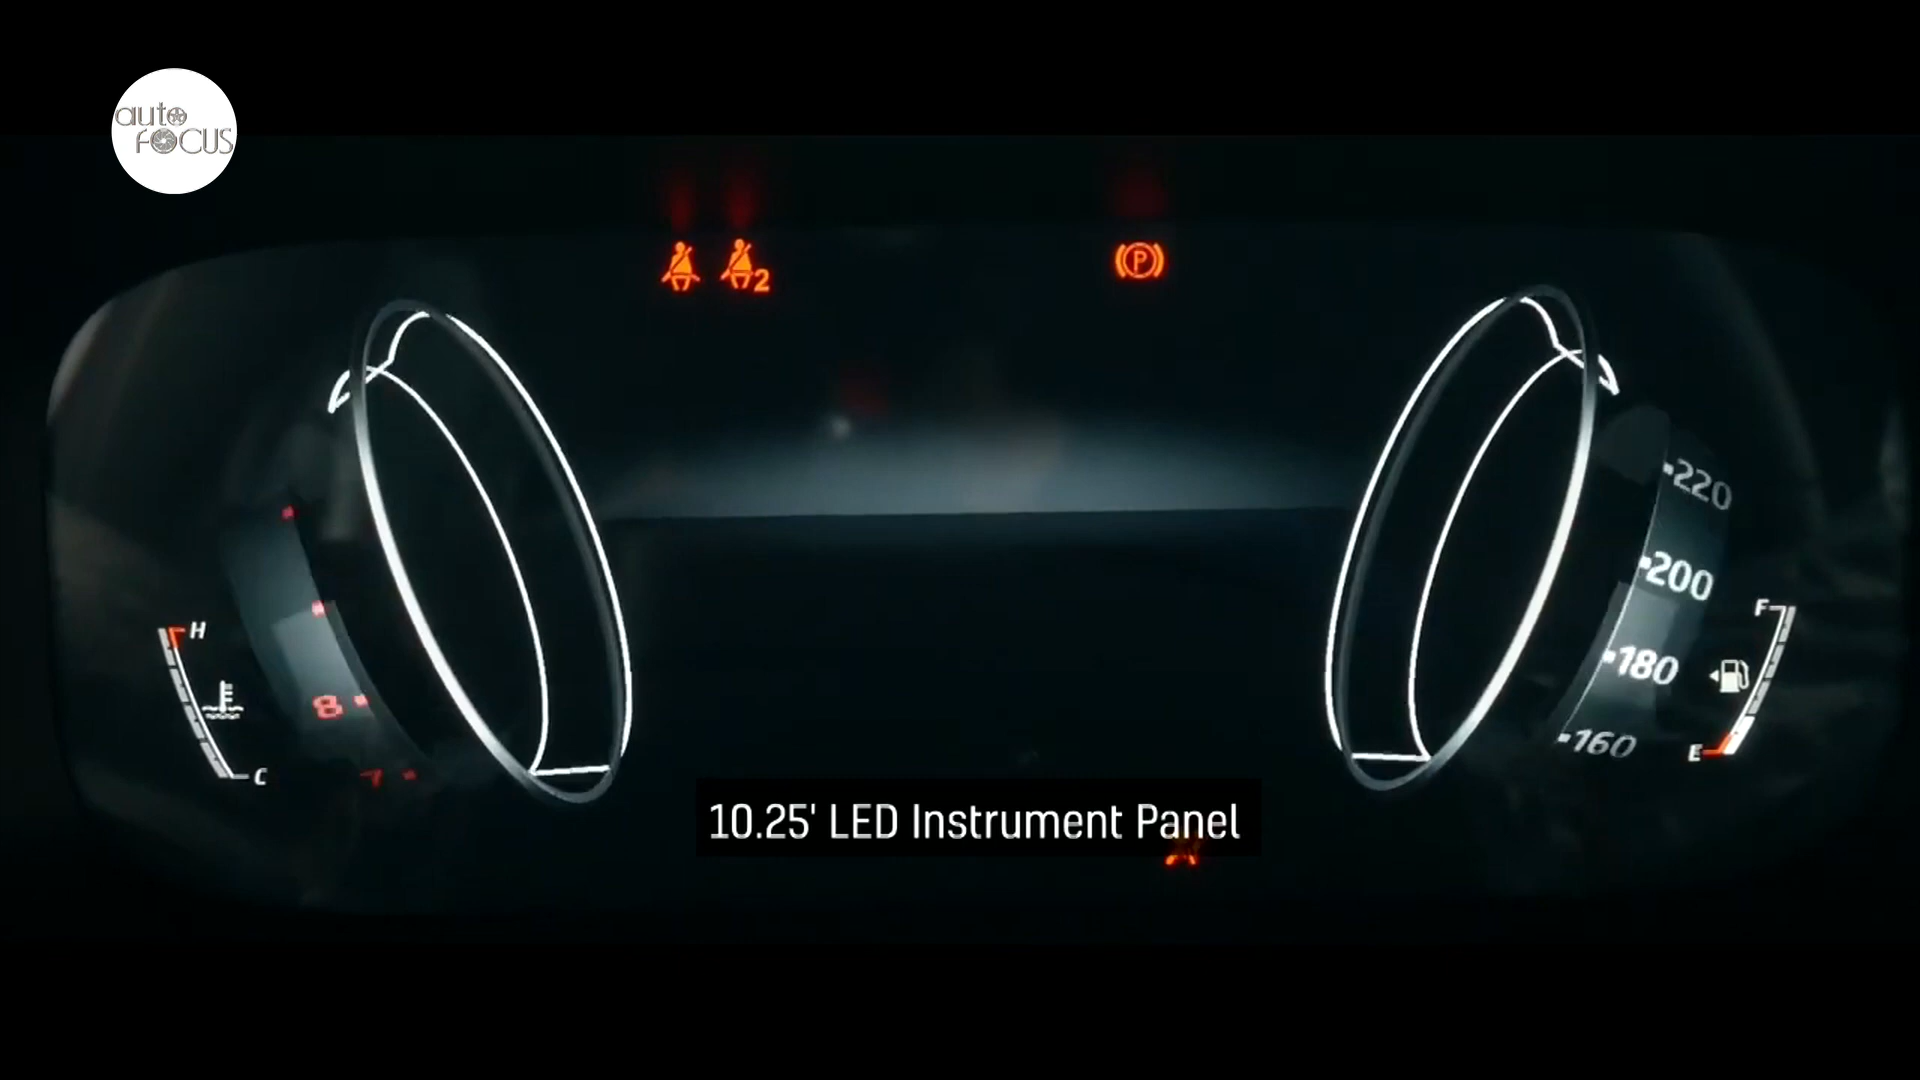 auto
FOCUS
2
P
220
200
H
F
180
8
160
E
C
7
10.25' LED Instrument Panel